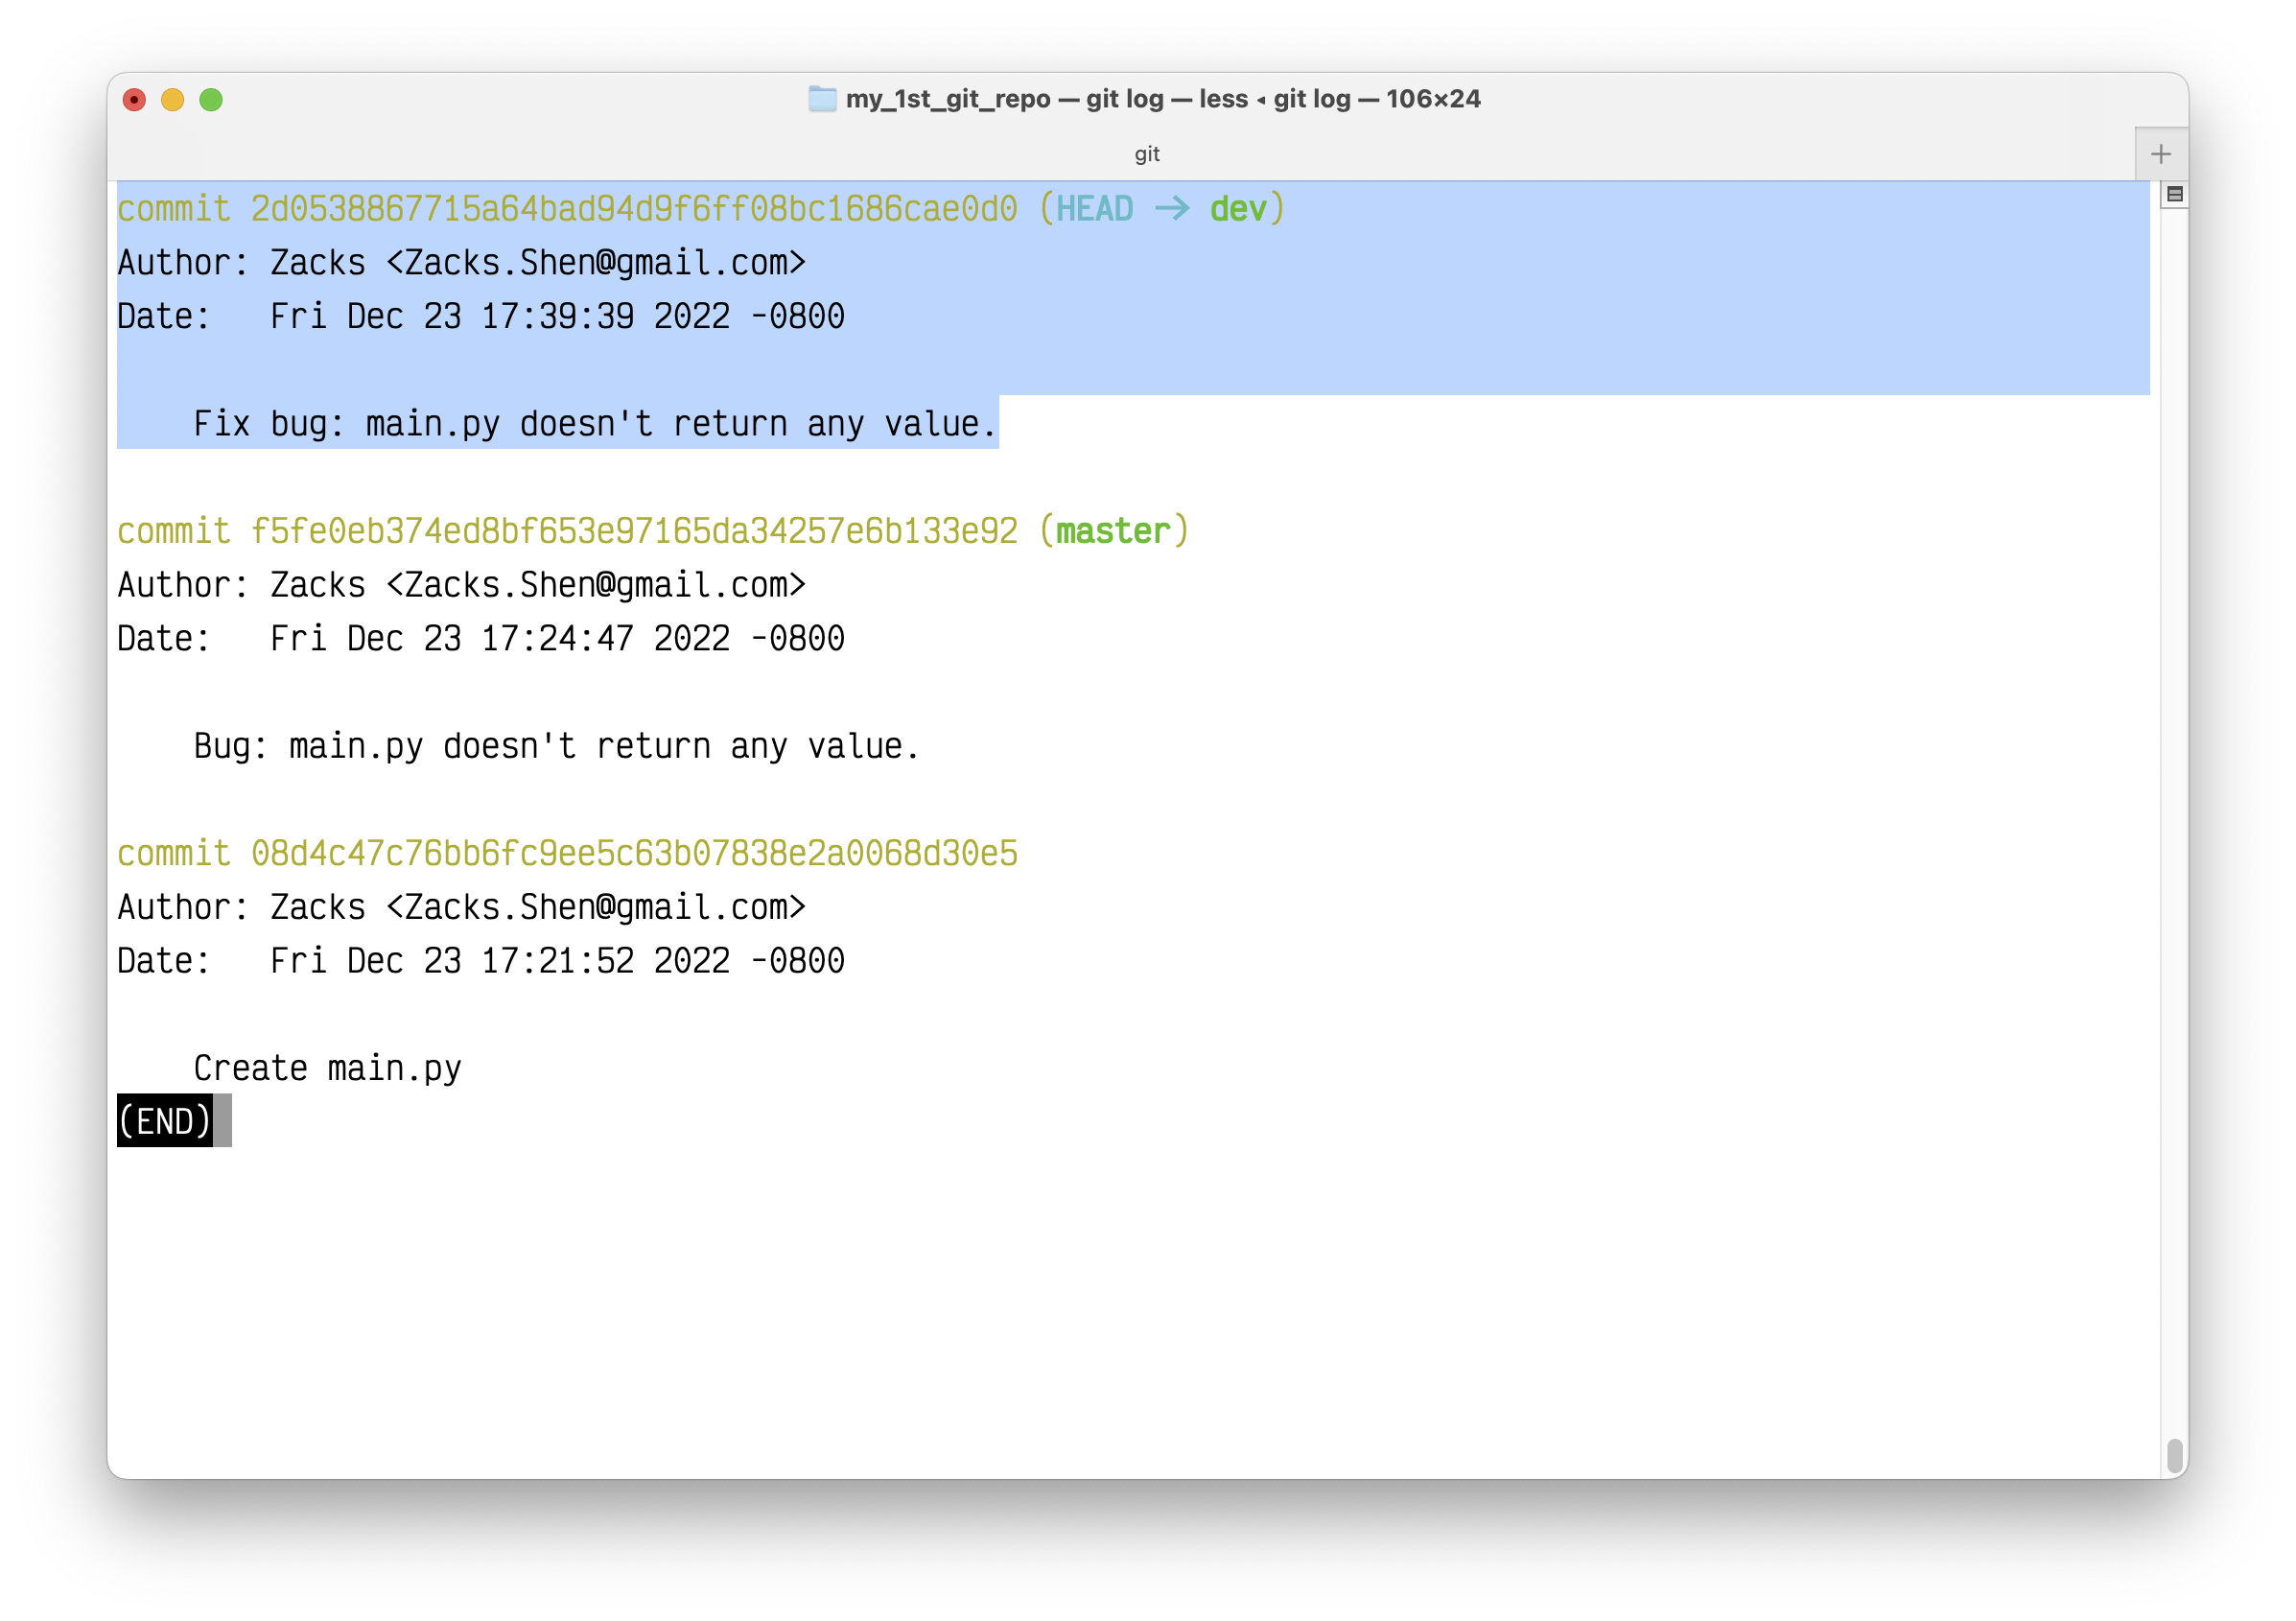 my_1st_git_repo — git log — less ◂ git log — 106×24
git
commit 2d0538867715a64bad94d9f6ff08bc1686cae0d0 (HEAD -> dev)
Author: Zacks <Zacks.Shen@gmail.com>
Date:   Fri Dec 23 17:39:39 2022 -0800
    Fix bug: main.py doesn't return any value.
commit f5fe0eb374ed8bf653e97165da34257e6b133e92 (master)
Author: Zacks <Zacks.Shen@gmail.com>
Date:   Fri Dec 23 17:24:47 2022 -0800
    Bug: main.py doesn't return any value.
commit 08d4c47c76bb6fc9ee5c63b07838e2a0068d30e5
Author: Zacks <Zacks.Shen@gmail.com>
Date:   Fri Dec 23 17:21:52 2022 -0800
    Create main.py
(END)